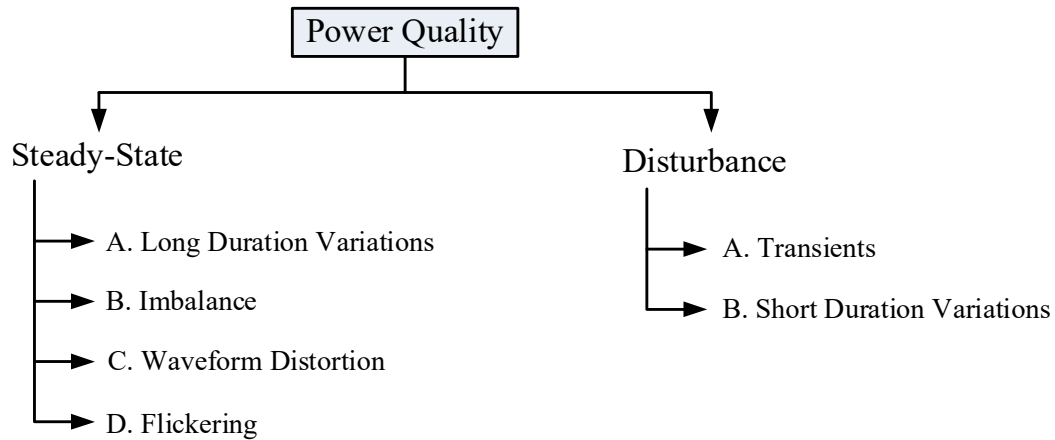 Power Quality
Steady-State
A. Long Duration Variations
B. Imbalance
C. Waveform Distortion
D. Flickering
Disturbance
A. Transients
B. Short Duration Variations